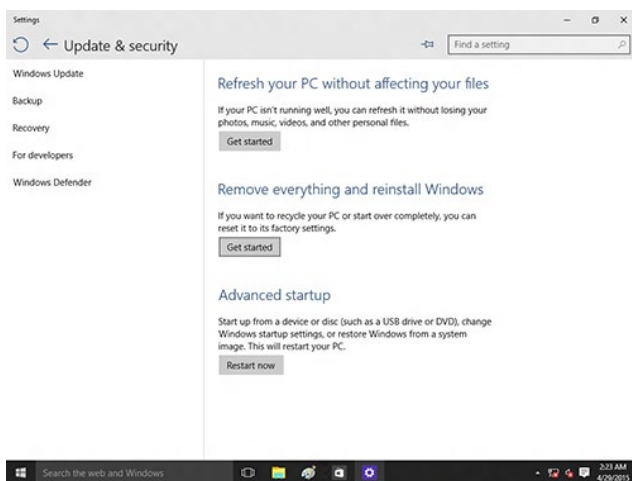 Settings
Update & security
Find a setting
Windows Update
Backup
Recovery
For developers
Windows Defender
Refresh your PC without affecting your files
If your PC isn't running well, you can refresh it without losing your
photos, music, videos, and other personal files.
Get started
Remove everything and reinstall Windows
If you want to recycle your PC or start over completely, you can
reset it to its factory settings.
Get started
Advanced startup
Start up from a device or disc (such as a USB drive or DVD), change
Windows startup settings, or restore Windows from a system
image. This will restart your PC.
Restart now
Search the web and Windows
2:23 AM
4/29/2015